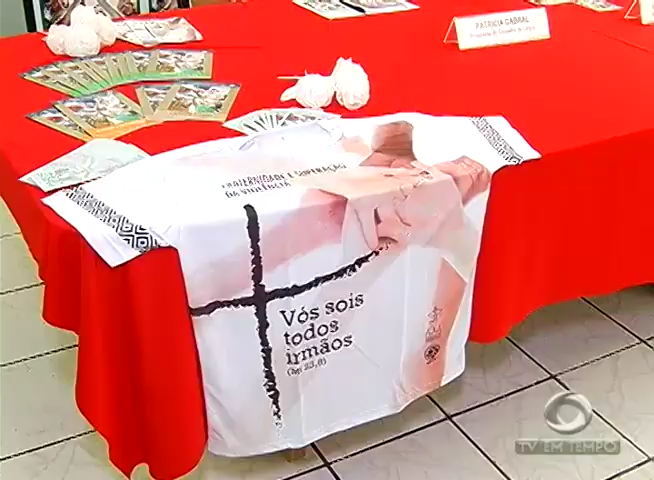 PATRICIA CABRAL
FRATERNIDADE E SUPERAÇÃO
DA VIOLÊNCIA
Vós sois
todos
irmãos
TV EM TEMPO